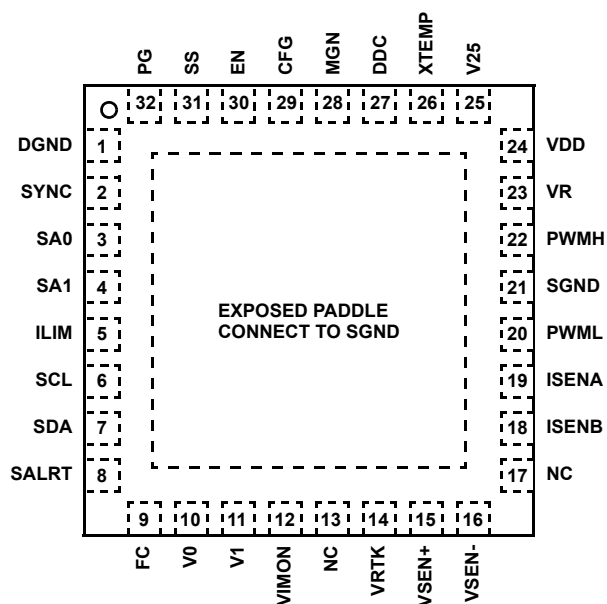 PG
SS
EN
CFG
MGN
DDC
XTEMP
V25
32
31
30
29
28
27
26
25
DGND 1
SYNC 2
SA0 3
SA1 4
ILIM 5
SCL 6
SDA 7
SALRT 8
EXPOSED PADDLE
CONNECT TO SGND
24 VDD
23 VR
22 PWMH
21 SGND
20 PWML
19 ISENA
18 ISENB
17 NC
9
10
11
12
13
14
15
16
FC
V0
V1
VIMON
NC
VRTK
VSEN+
VSEN-